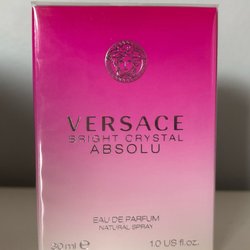 VERSACE
BRIGHT CRYSTAL
ABSOLU
EAU DE PARFUM
NATURAL SPRAY
30 ml ℮ 1.0 US fl. oz.